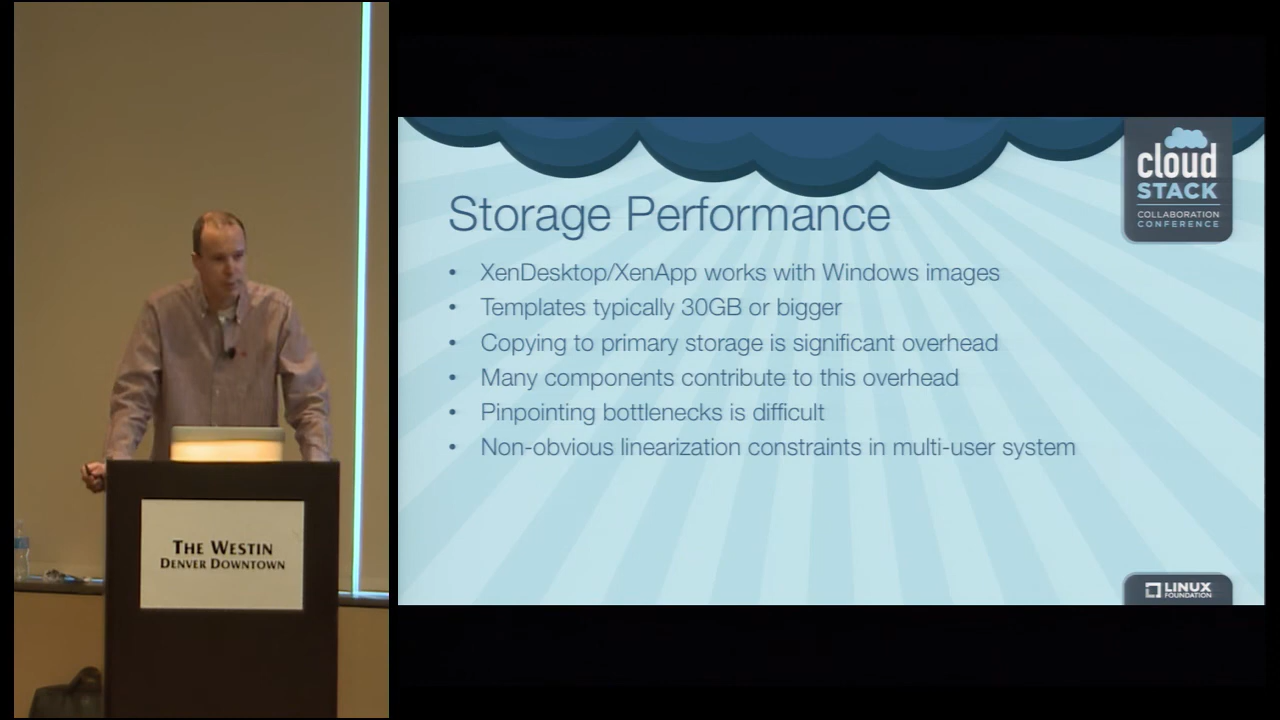 THE WESTIN
DENVER DOWNTOWN
cloud
STACK
COLLABORATION
CONFERENCE
Storage Performance
• XenDesktop/XenApp works with Windows images
• Templates typically 30GB or bigger
• Copying to primary storage is significant overhead
• Many components contribute to this overhead
• Pinpointing bottlenecks is difficult
• Non-obvious linearization constraints in multi-user system
LINUX
FOUNDATION